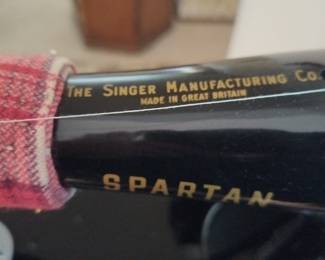 THE SINGER MANUFACTURING CO.
MADE IN GREAT BRITAIN
SPARTAN